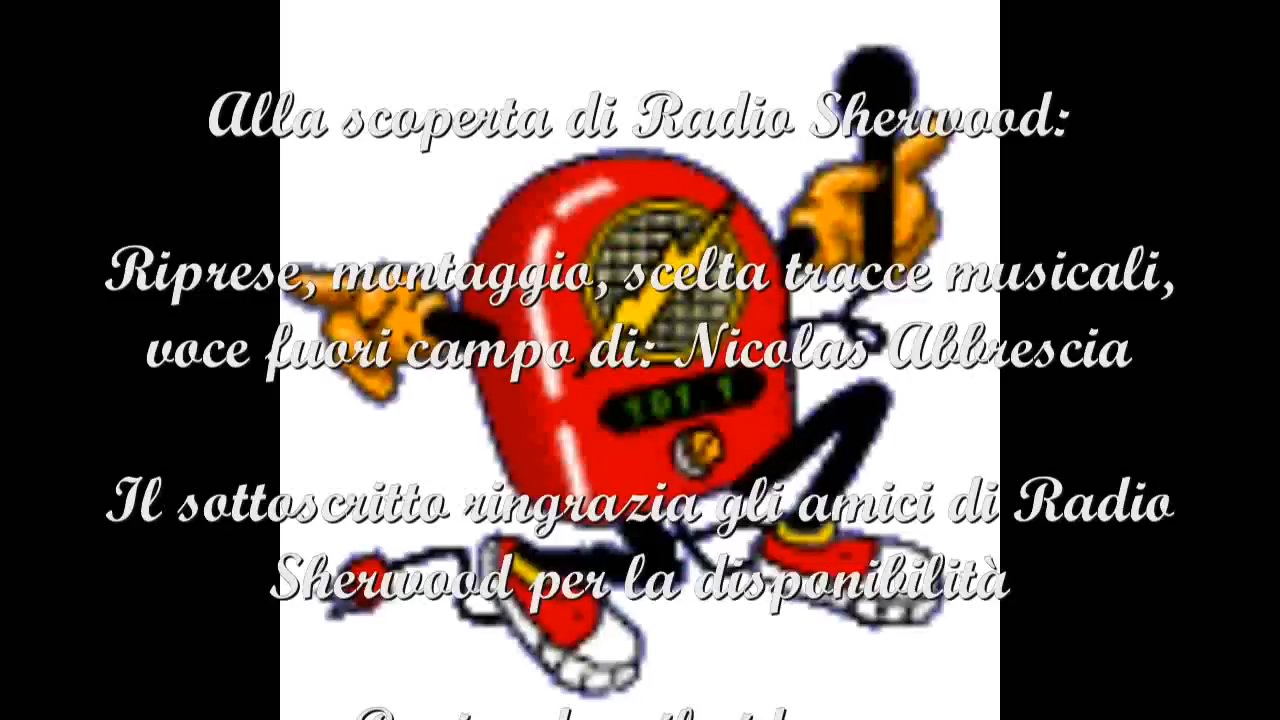 Alla scoperta di Radio Sherwood:
Riprese, montaggio, scelta tracce musicali,
voce fuori campo di: Nicolas Abbrescia
107.1
Il sottoscritto ringrazia gli amici di Radio
Sherwood per la disponibilità